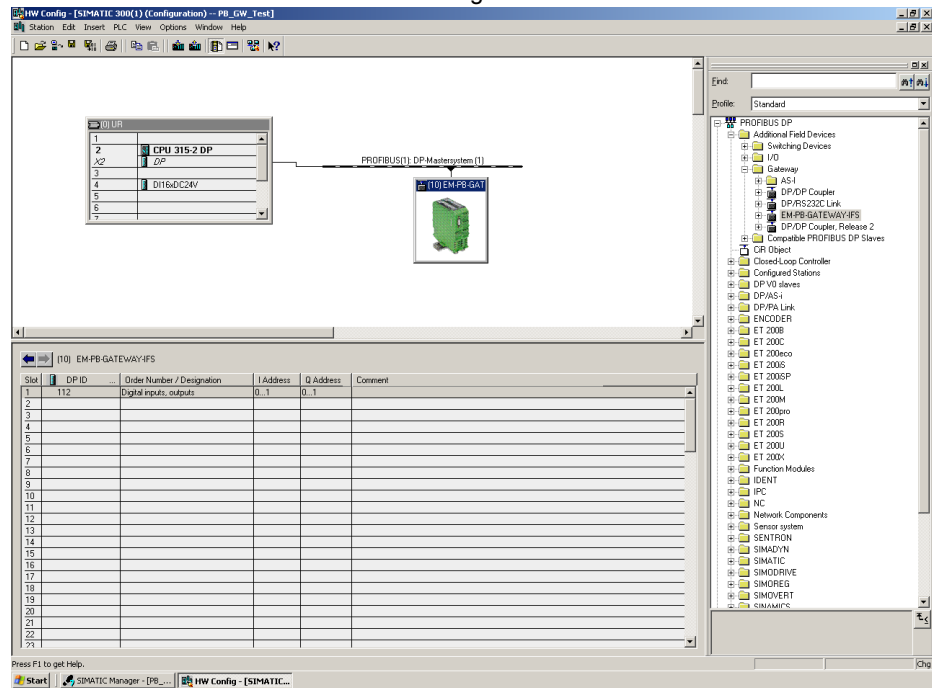 HW Config - [SIMATIC 300(1) (Configuration) -- PB_GW_Test]
Station Edit Insert PLC View Options Window Help
(0) UR
1
2 CPU 315-2 DP
X2 DP
3
4 DI16xDC24V
5
6
7
PROFIBUS(1): DP-Mastersystem (1)
(10) EM-PB-GAT
Find:
Profile: Standard
PROFIBUS DP
Additional Field Devices
Switching Devices
I/O
Gateway
AS-I
DP/DP Coupler
DP/RS232C Link
EM-PB-GATEWAY-IFS
DP/DP Coupler, Release 2
Compatible PROFIBUS DP Slaves
CiR Object
Closed-Loop Controller
Configured Stations
DP V0 slaves
DP/AS-i
DP/PA Link
ENCODER
ET 200B
ET 200C
ET 200eco
ET 200iS
ET 200iSP
ET 200L
ET 200M
ET 200pro
ET 200R
ET 200S
ET 200U
ET 200X
Function Modules
IDENT
IPC
NC
Network Components
Sensor system
SENTRON
SIMADYN
SIMATIC
SIMODRIVE
SIMOREG
SIMOVERT
SINAMICS
(10) EM-PB-GATEWAY-IFS
Slot DP ID ... Order Number / Designation I Address Q Address Comment
1 112 Digital inputs, outputs 0...1 0...1
2
3
4
5
6
7
8
9
10
11
12
13
14
15
16
17
18
19
20
21
22
23
Press F1 to get Help.
Chg
Start SIMATIC Manager - [PB_... HW Config - [SIMATIC...